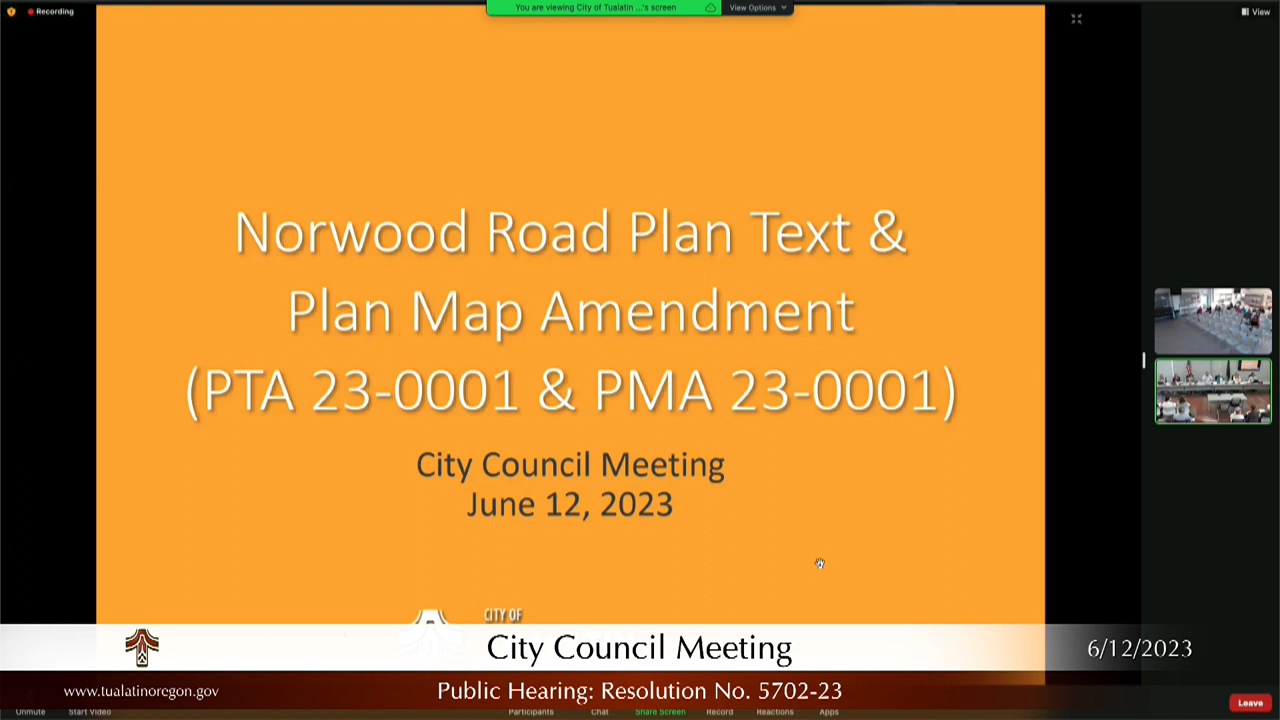 Recording
You are viewing City of Tualatin ...'s screen
View Options
View
Norwood Road Plan Text &
Plan Map Amendment
(PTA 23-0001 & PMA 23-0001)
City Council Meeting
June 12, 2023
CITY OF
City Council Meeting
6/12/2023
www.tualatinoregon.gov
Public Hearing: Resolution No. 5702-23
Unmute
Start Video
Participants
Chat
Share Screen
Record
Reactions
Apps
Leave